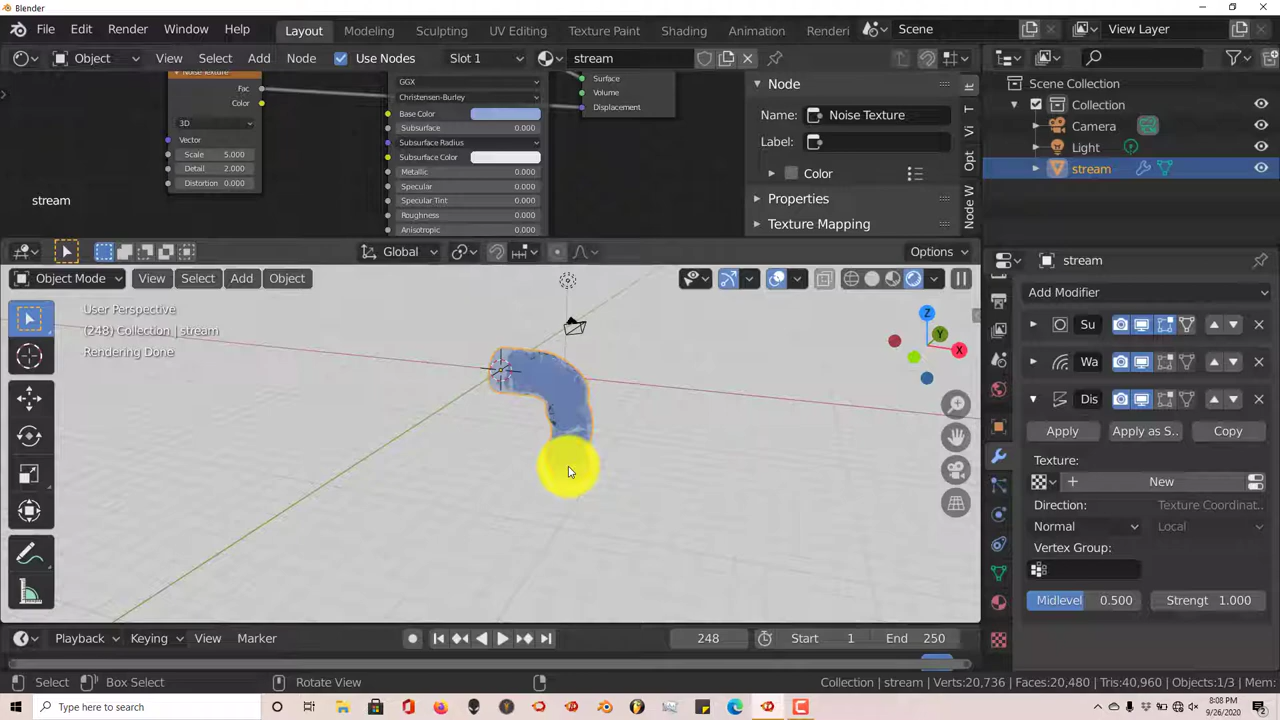 Blender
File Edit Render Window Help Layout Modeling Sculpting UV Editing Texture Paint Shading Animation Renderi Scene View Layer
Object View Select Add Node Use Nodes Slot 1 stream
Noise Texture
Fac
Color
3D
Vector
Scale 5.000
Detail 2.000
Distortion 0.000
stream
GGX
Christensen-Burley
Base Color
Subsurface 0.000
Subsurface Radius
Subsurface Color
Metallic 0.000
Specular 0.000
Specular Tint 0.000
Roughness 0.000
Anisotropic 0.000
Surface
Volume
Displacement
Node
Name: Noise Texture
Label:
Color
Properties
Texture Mapping
It
T
Vi
Opt
Node W
Scene Collection
Collection
Camera
Light
stream
Global Options
Object Mode View Select Add Object
User Perspective
(248) Collection | stream
Rendering Done
Z
Y
X
stream
Add Modifier
Su
Wa
Dis
Apply Apply as S.. Copy
Texture:
New
Direction: Texture Coordinat..
Normal Local
Vertex Group:
Midlevel 0.500 Strengt 1.000
Playback Keying View Marker 248 Start 1 End 250
Select Box Select Rotate View Collection | stream Verts:20,736 | Faces:20,480 | Tris:40,960 | Objects:1/3 | Mem:
Type here to search
8:08 PM
9/26/2020